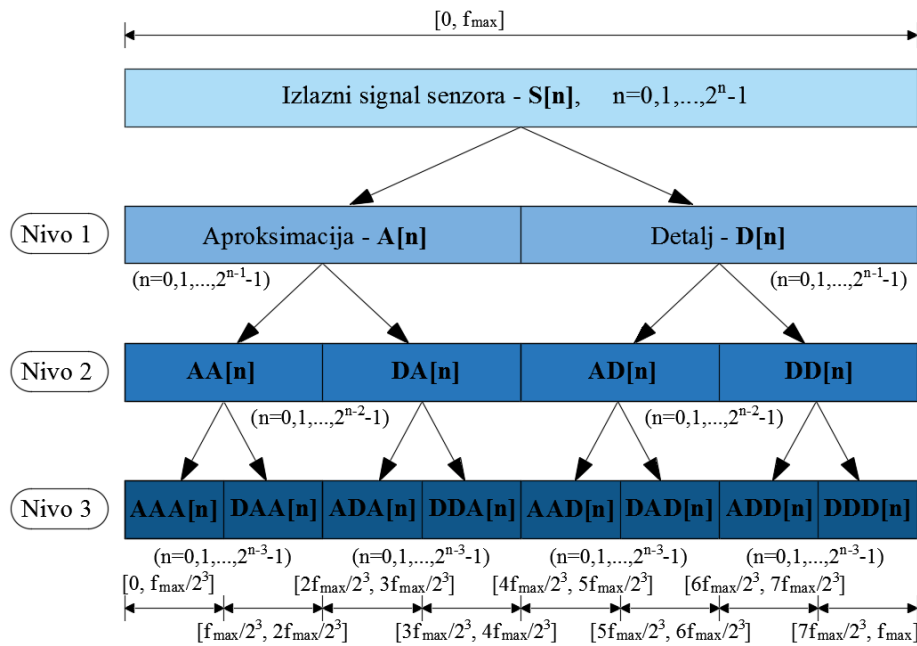 [0, fmax]
Izlazni signal senzora - S[n], n=0,1,...,2ⁿ-1
Nivo 1
Aproksimacija - A[n]
Detalj - D[n]
(n=0,1,...,2ⁿ⁻¹-1)
(n=0,1,...,2ⁿ⁻¹-1)
Nivo 2
AA[n]
DA[n]
AD[n]
DD[n]
(n=0,1,...,2ⁿ⁻²-1)
(n=0,1,...,2ⁿ⁻²-1)
Nivo 3
AAA[n]
DAA[n]
ADA[n]
DDA[n]
AAD[n]
DAD[n]
ADD[n]
DDD[n]
(n=0,1,...,2ⁿ⁻³-1)
(n=0,1,...,2ⁿ⁻³-1)
(n=0,1,...,2ⁿ⁻³-1)
(n=0,1,...,2ⁿ⁻³-1)
[0, fmax/2³]
[2fmax/2³, 3fmax/2³]
[4fmax/2³, 5fmax/2³]
[6fmax/2³, 7fmax/2³]
[fmax/2³, 2fmax/2³]
[3fmax/2³, 4fmax/2³]
[5fmax/2³, 6fmax/2³]
[7fmax/2³, fmax]